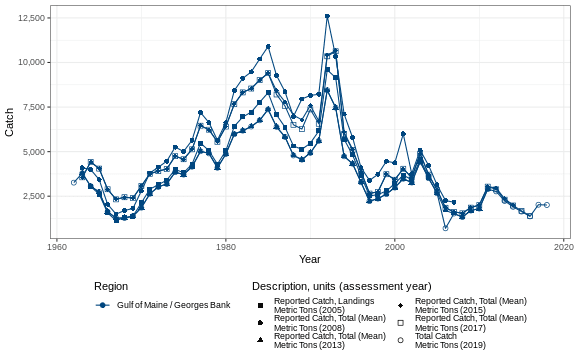 12,500
10,000
7,500
5,000
2,500
Catch
1960
1980
2000
2020
Year
Region
Gulf of Maine / Georges Bank
Description, units (assessment year)
Reported Catch, Landings
Metric Tons (2005)
Reported Catch, Total (Mean)
Metric Tons (2008)
Reported Catch, Total (Mean)
Metric Tons (2013)
Reported Catch, Total (Mean)
Metric Tons (2015)
Reported Catch, Total (Mean)
Metric Tons (2017)
Total Catch
Metric Tons (2019)